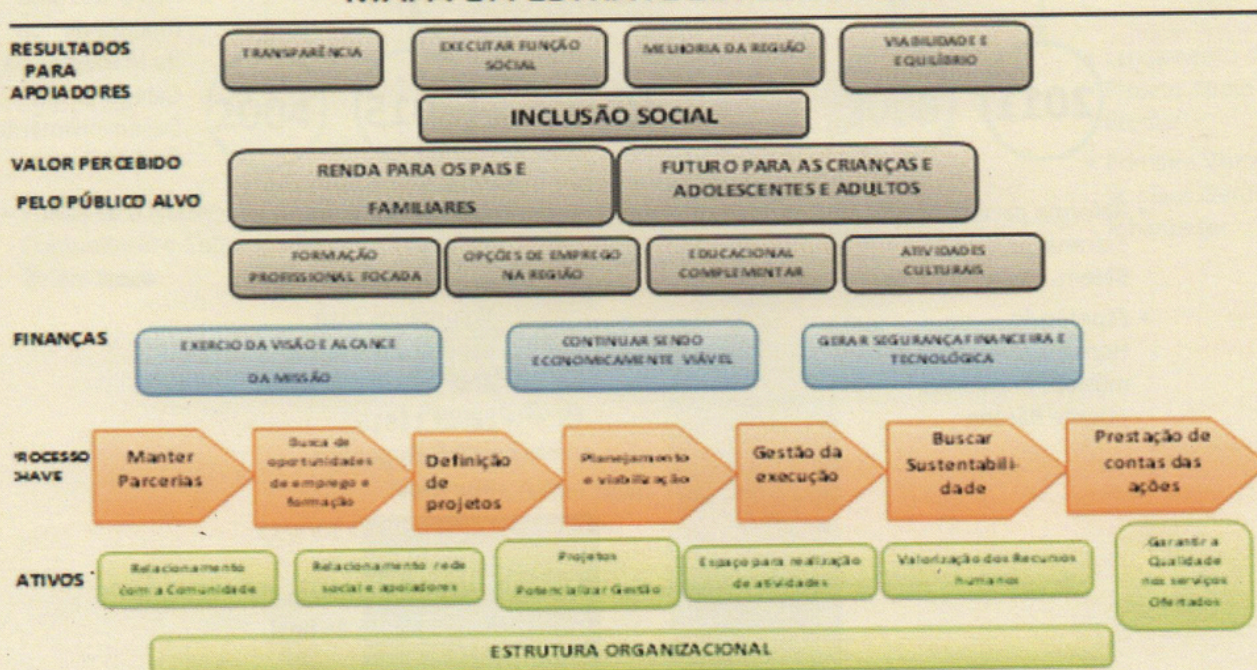 RESULTADOS
PARA
APOIADORES
TRANSPARÊNCIA
EXECUTAR FUNÇÃO
SOCIAL
MELHORIA DA REGIÃO
VIABILIDADE E
EQUILÍBRIO
INCLUSÃO SOCIAL
VALOR PERCEBIDO
PELO PÚBLICO ALVO
RENDA PARA OS PAIS E
FAMILIARES
FUTURO PARA AS CRIANÇAS E
ADOLESCENTES E ADULTOS
FORMAÇÃO
PROFISSIONAL FOCADA
OPÇÕES DE EMPREGO
NA REGIÃO
EDUCACIONAL
COMPLEMENTAR
ATIVIDADES
CULTURAIS
FINANÇAS
EXERCIO DA VISÃO E ALCANCE
DA MISSÃO
CONTINUAR SENDO
ECONOMICAMENTE VIÁVEL
GERAR SEGURANÇA FINANCEIRA E
TECNOLÓGICA
ROCESSO
HAVE
Manter
Parcerias
Busca de
oportunidades
de emprego e
formação
Definição
de
projetos
Planejamento
e viabilização
Gestão da
execução
Buscar
Sustentabili-
dade
Prestação de
contas das
ações
ATIVOS
Relacionamento
com a Comunidade
Relacionamento rede
social e apoiadores
Projetos
Potencializar Gestão
Espaço para realização
de atividades
Valorização dos Recursos
humanos
Garantir a
Qualidade
nos serviços
Ofertados
ESTRUTURA ORGANIZACIONAL